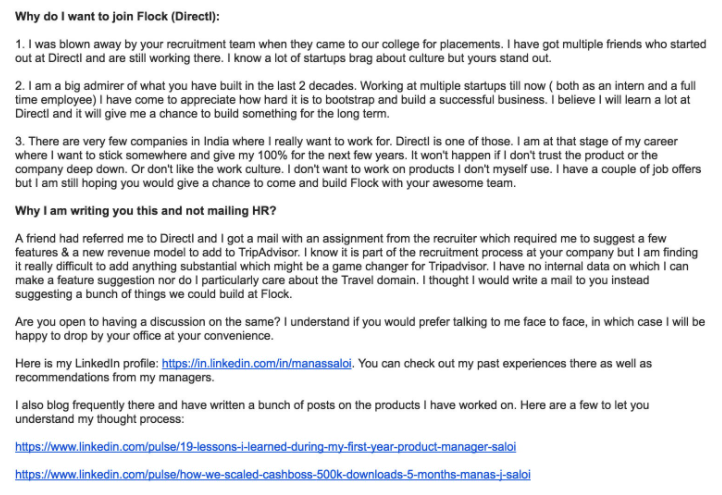 Why do I want to join Flock (Directl):
1. I was blown away by your recruitment team when they came to our college for placements. I have got multiple friends who started
out at Directl and are still working there. I know a lot of startups brag about culture but yours stand out.
2. I am a big admirer of what you have built in the last 2 decades. Working at multiple startups till now ( both as an intern and a full
time employee) I have come to appreciate how hard it is to bootstrap and build a successful business. I believe I will learn a lot at
Directl and it will give me a chance to build something for the long term.
3. There are very few companies in India where I really want to work for. Directl is one of those. I am at that stage of my career
where I want to stick somewhere and give my 100% for the next few years. It won't happen if I don't trust the product or the
company deep down. Or don't like the work culture. I don't want to work on products I don't myself use. I have a couple of job offers
but I am still hoping you would give a chance to come and build Flock with your awesome team.
Why I am writing you this and not mailing HR?
A friend had referred me to Directl and I got a mail with an assignment from the recruiter which required me to suggest a few
features & a new revenue model to add to TripAdvisor. I know it is part of the recruitment process at your company but I am finding
it really difficult to add anything substantial which might be a game changer for Tripadvisor. I have no internal data on which I can
make a feature suggestion nor do I particularly care about the Travel domain. I thought I would write a mail to you instead
suggesting a bunch of things we could build at Flock.
Are you open to having a discussion on the same? I understand if you would prefer talking to me face to face, in which case I will be
happy to drop by your office at your convenience.
Here is my LinkedIn profile: https://in.linkedin.com/in/manassaloi. You can check out my past experiences there as well as
recommendations from my managers.
I also blog frequently there and have written a bunch of posts on the products I have worked on. Here are a few to let you
understand my thought process:
https://www.linkedin.com/pulse/19-lessons-i-learned-during-my-first-year-product-manager-saloi
https://www.linkedin.com/pulse/how-we-scaled-cashboss-500k-downloads-5-months-manas-j-saloi